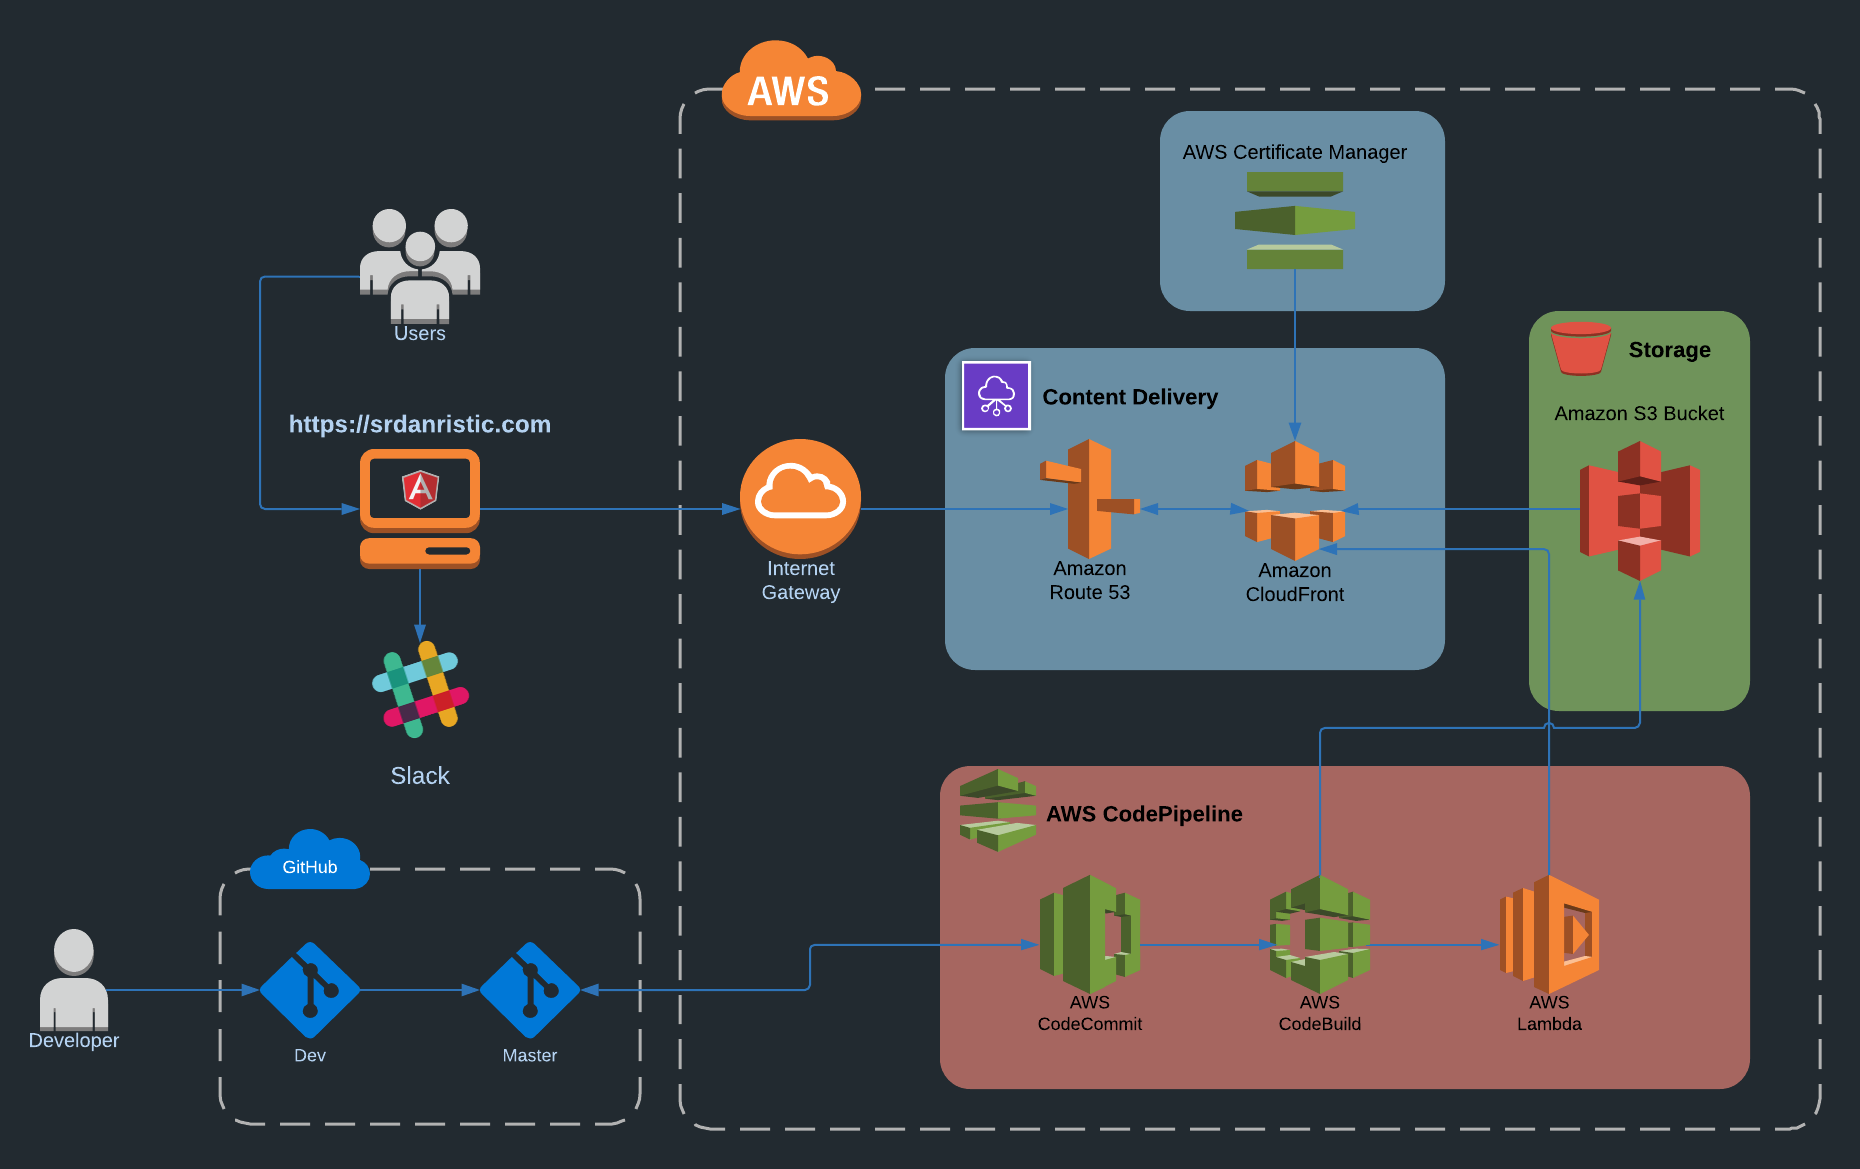 AWS
AWS Certificate Manager
Users
Storage
Content Delivery
Amazon S3 Bucket
https://srdanristic.com
A
Internet
Gateway
Amazon
Route 53
Amazon
CloudFront
Slack
AWS CodePipeline
GitHub
AWS
CodeCommit
AWS
CodeBuild
AWS
Lambda
Developer
Dev
Master